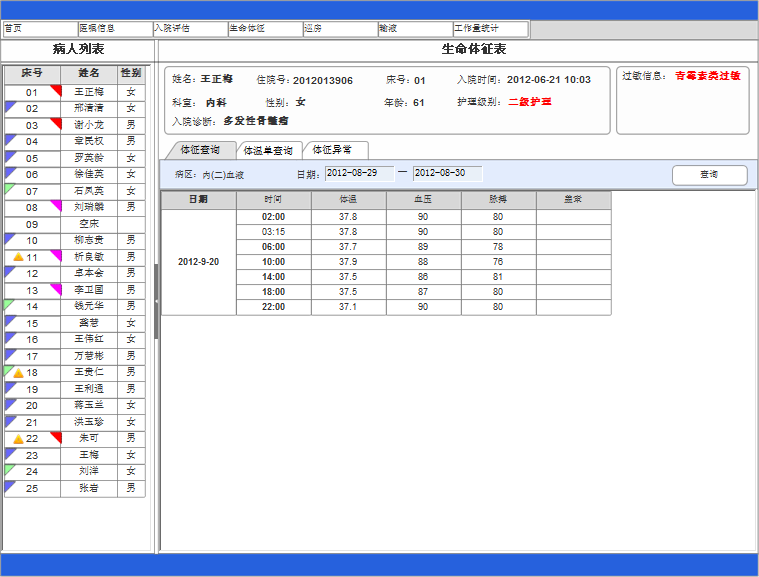 首页 医嘱信息 入院评估 生命体征 巡房 输液 工作量统计
病人列表
床号 姓名 性别
01 王正梅 女
02 邢清清 女
03 谢小龙 男
04 章民权 男
05 罗英龄 女
06 徐佳英 女
07 石凤英 女
08 刘瑞麟 男
09 空床
10 柳志贵 男
11 析良敏 男
12 卓本会 男
13 李卫国 男
14 钱元华 男
15 龚慧 女
16 王伟红 女
17 万慧彬 男
18 王贵仁 男
19 王利通 男
20 蒋玉兰 女
21 洪玉珍 女
22 朱可 男
23 王梅 女
24 刘洋 女
25 张岩 男
生命体征表
姓名: 王正梅 住院号: 2012013906 床号: 01 入院时间: 2012-06-21 10:03
科室: 内科 性别: 女 年龄: 61 护理级别: 二级护理
入院诊断: 多发性骨髓瘤
过敏信息: 青霉素类过敏
体征查询 体温单查询 体征异常
病区: 内(二)血液 日期: 2012-08-29 — 2012-08-30 查询
日期 时间 体温 血压 脉搏 备案
2012-9-20
02:00 37.8 90 80
03:15 37.8 90 80
06:00 37.7 89 78
10:00 37.9 88 76
14:00 37.5 86 81
18:00 37.5 87 80
22:00 37.1 90 80